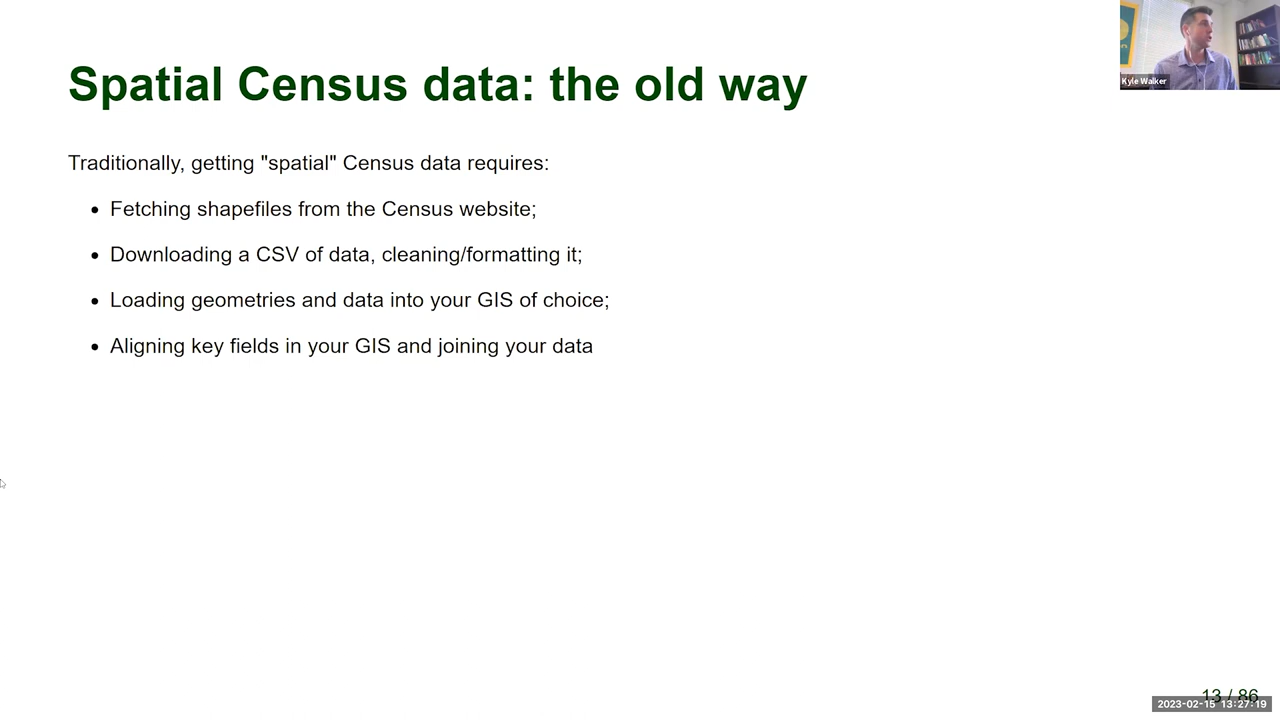 Spatial Census data: the old way
Kyle Walker
Traditionally, getting "spatial" Census data requires:
Fetching shapefiles from the Census website;
Downloading a CSV of data, cleaning/formatting it;
Loading geometries and data into your GIS of choice;
Aligning key fields in your GIS and joining your data
13 / 86
2023-02-15 13:27:19